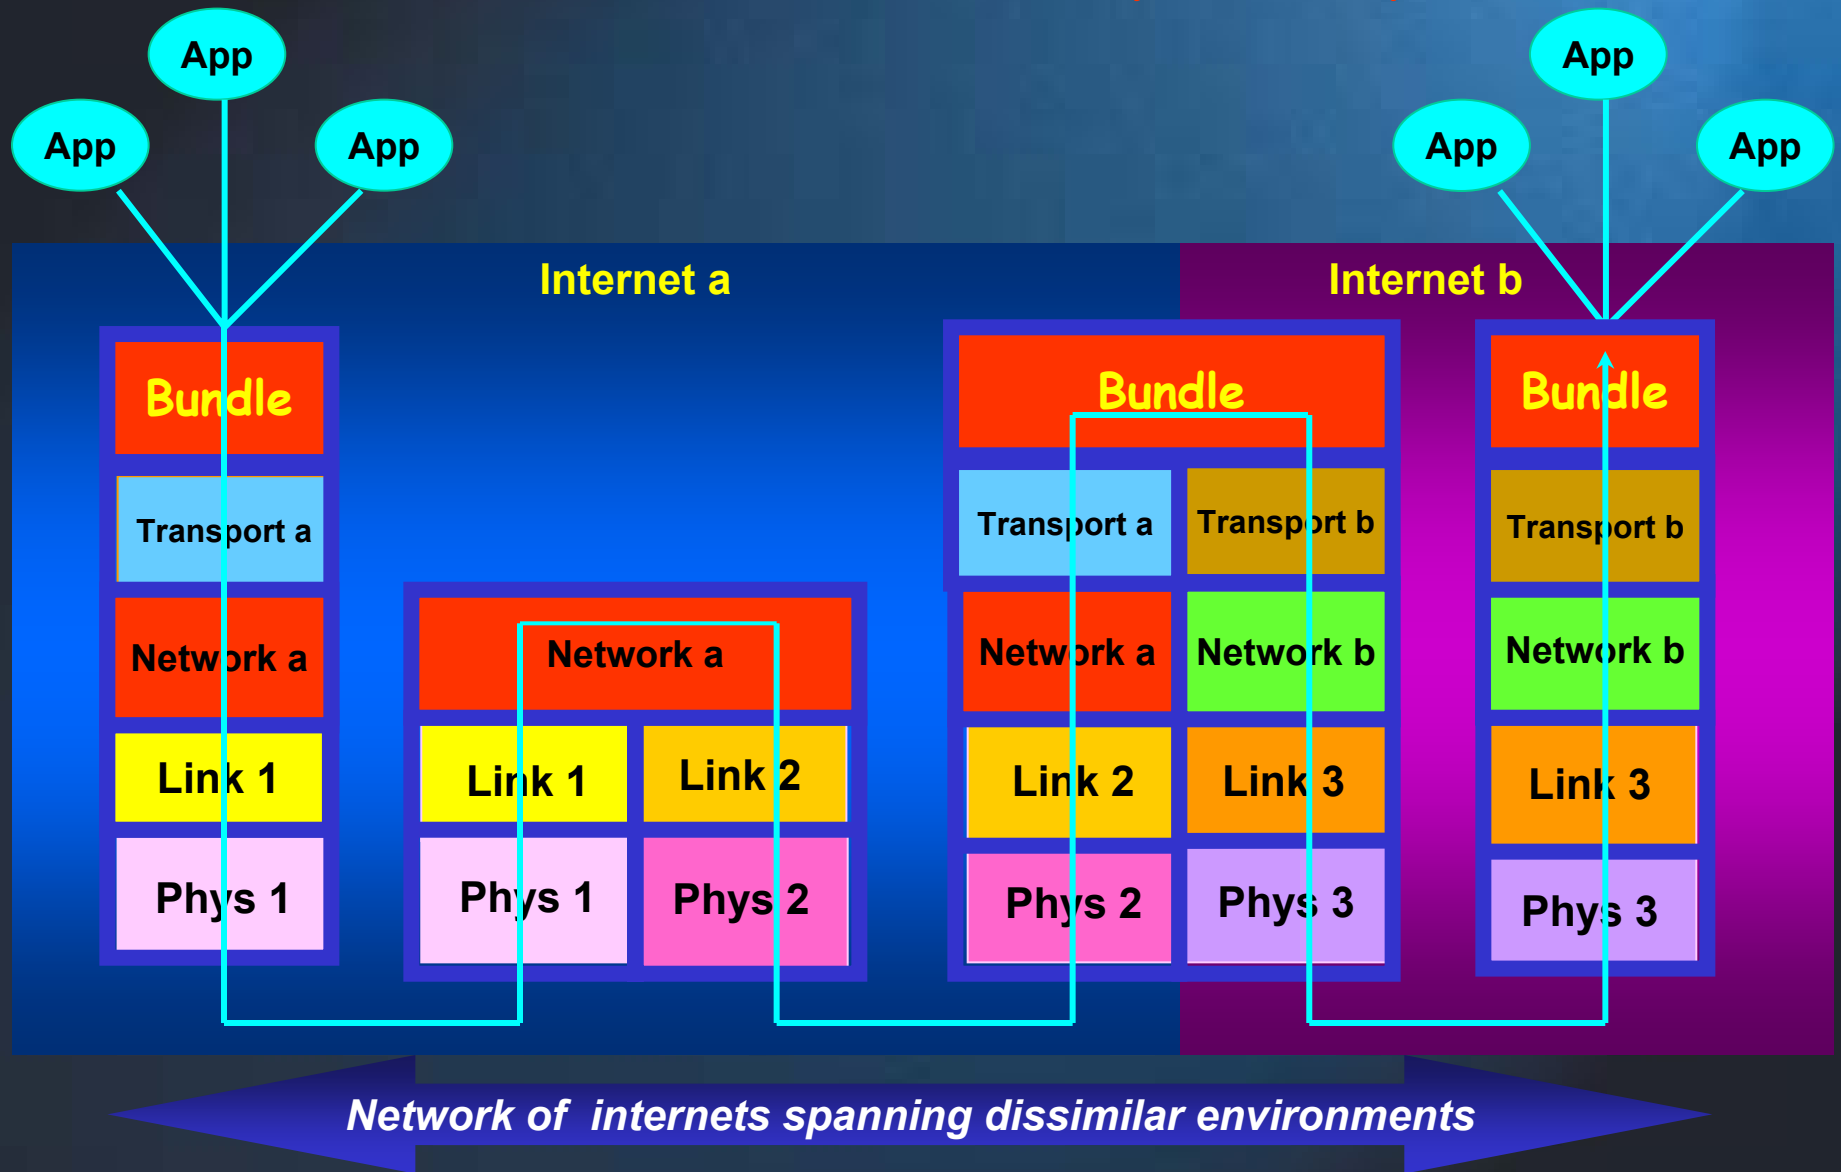 App
App
App
App
App
App
Internet a
Internet b
Bundle
Transport a
Network a
Link 1
Phys 1
Network a
Link 1
Link 2
Phys 1
Phys 2
Bundle
Transport a
Transport b
Network a
Network b
Link 2
Link 3
Phys 2
Phys 3
Bundle
Transport b
Network b
Link 3
Phys 3
Network of internets spanning dissimilar environments